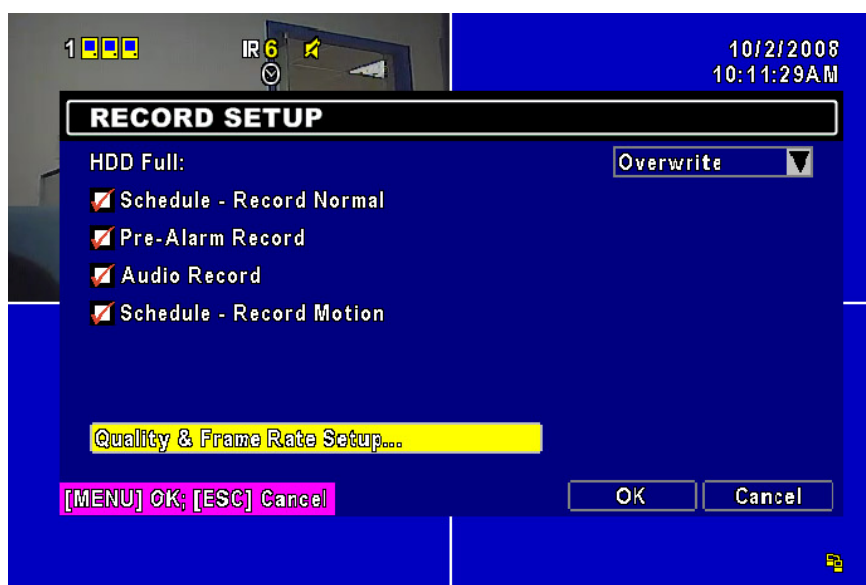 1 IR 6
10/2/2008
10:11:29AM
RECORD SETUP
HDD Full: Overwrite
Schedule - Record Normal
Pre-Alarm Record
Audio Record
Schedule - Record Motion
Quality & Frame Rate Setup...
[MENU] OK; [ESC] Cancel OK Cancel